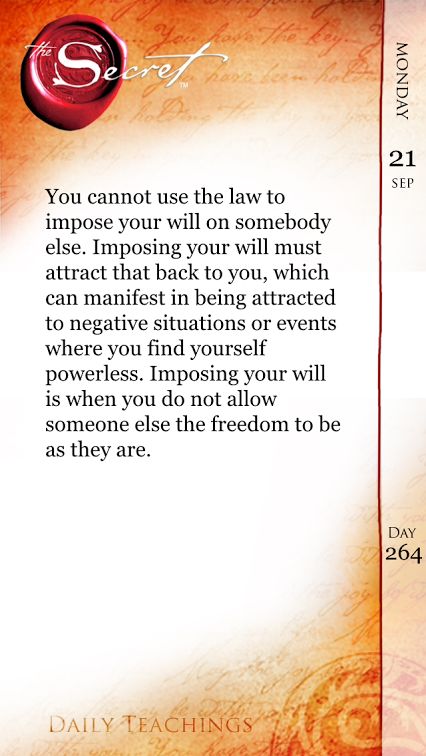 the Secret™
MONDAY
21
SEP
You cannot use the law to
impose your will on somebody
else. Imposing your will must
attract that back to you, which
can manifest in being attracted
to negative situations or events
where you find yourself
powerless. Imposing your will
is when you do not allow
someone else the freedom to be
as they are.
DAY
264
DAILY TEACHINGS